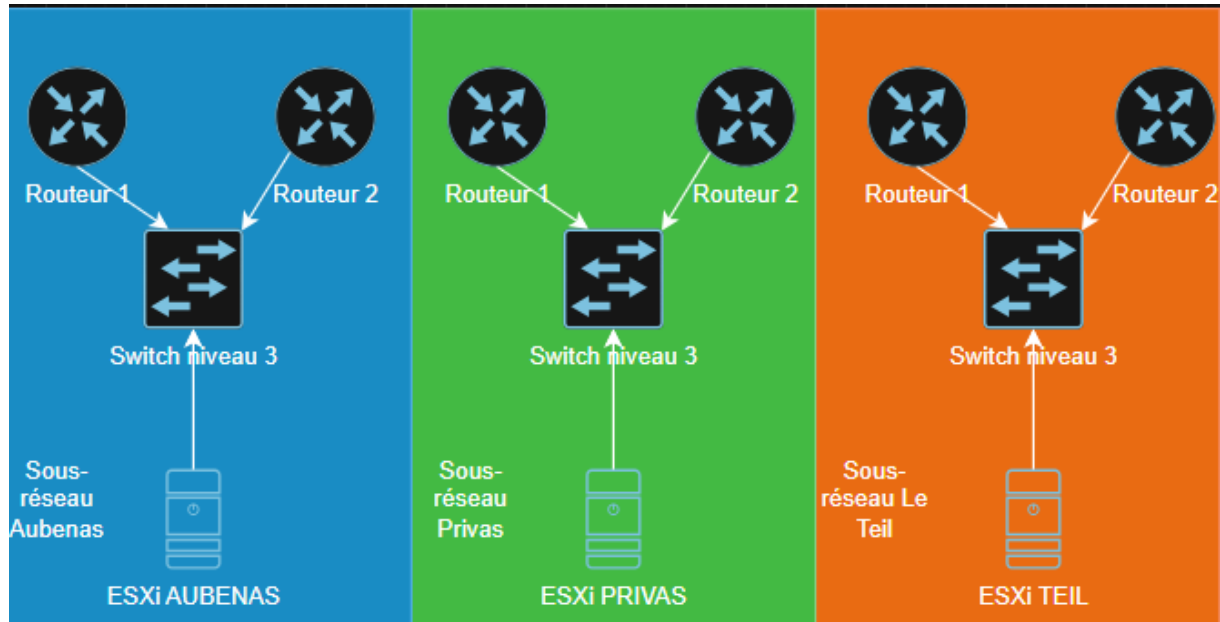 Routeur 1
Routeur 2
Switch niveau 3
Sous-
réseau
Aubenas
ESXi AUBENAS
Routeur 1
Routeur 2
Switch niveau 3
Sous-
réseau
Privas
ESXi PRIVAS
Routeur 1
Routeur 2
Switch niveau 3
Sous-
réseau Le
Teil
ESXi TEIL